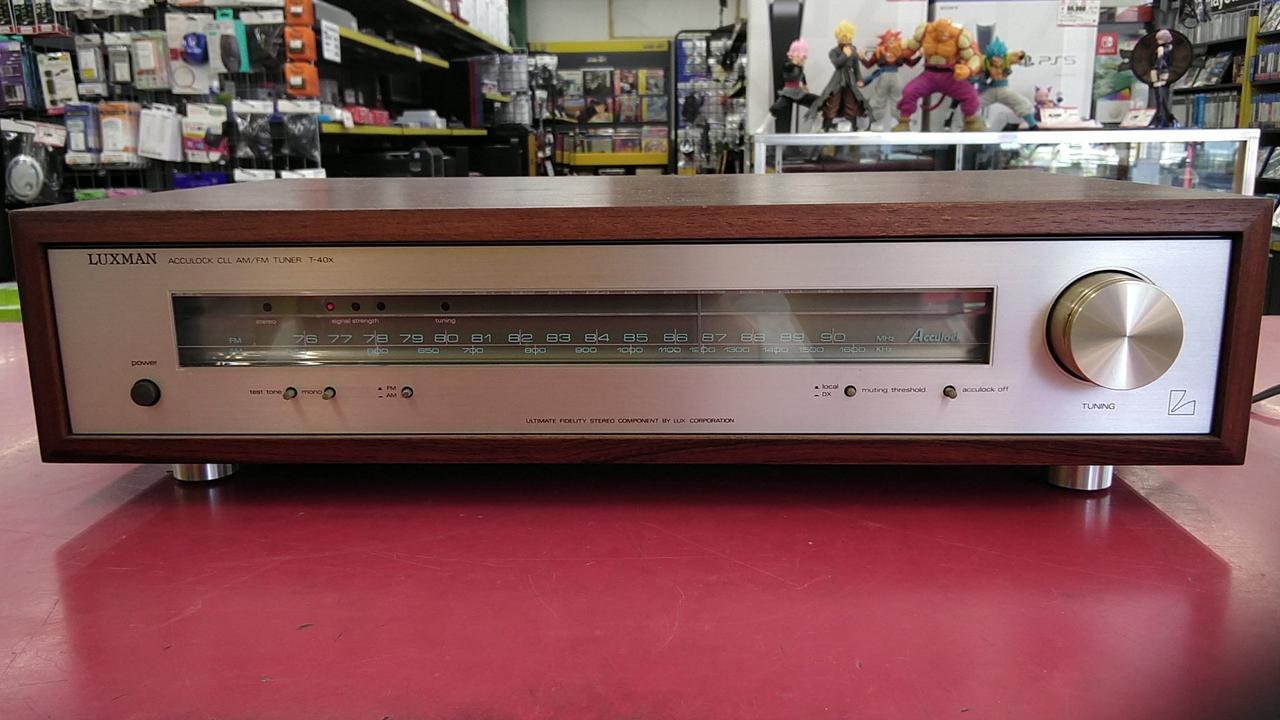 SONY
PS5
LUXMAN ACCULOCK CLL AM/FM TUNER T-40X
stereo signal strength tuning
FM 76 77 78 79 80 81 82 83 84 85 86 87 88 89 90 MHz
600 650 700 800 900 1000 1100 1200 1300 1400 1500 1600 KHz
power
test tone mono FM AM
local DX muting threshold acculock off
TUNING
ULTIMATE FIDELITY STEREO COMPONENT BY LUX CORPORATION